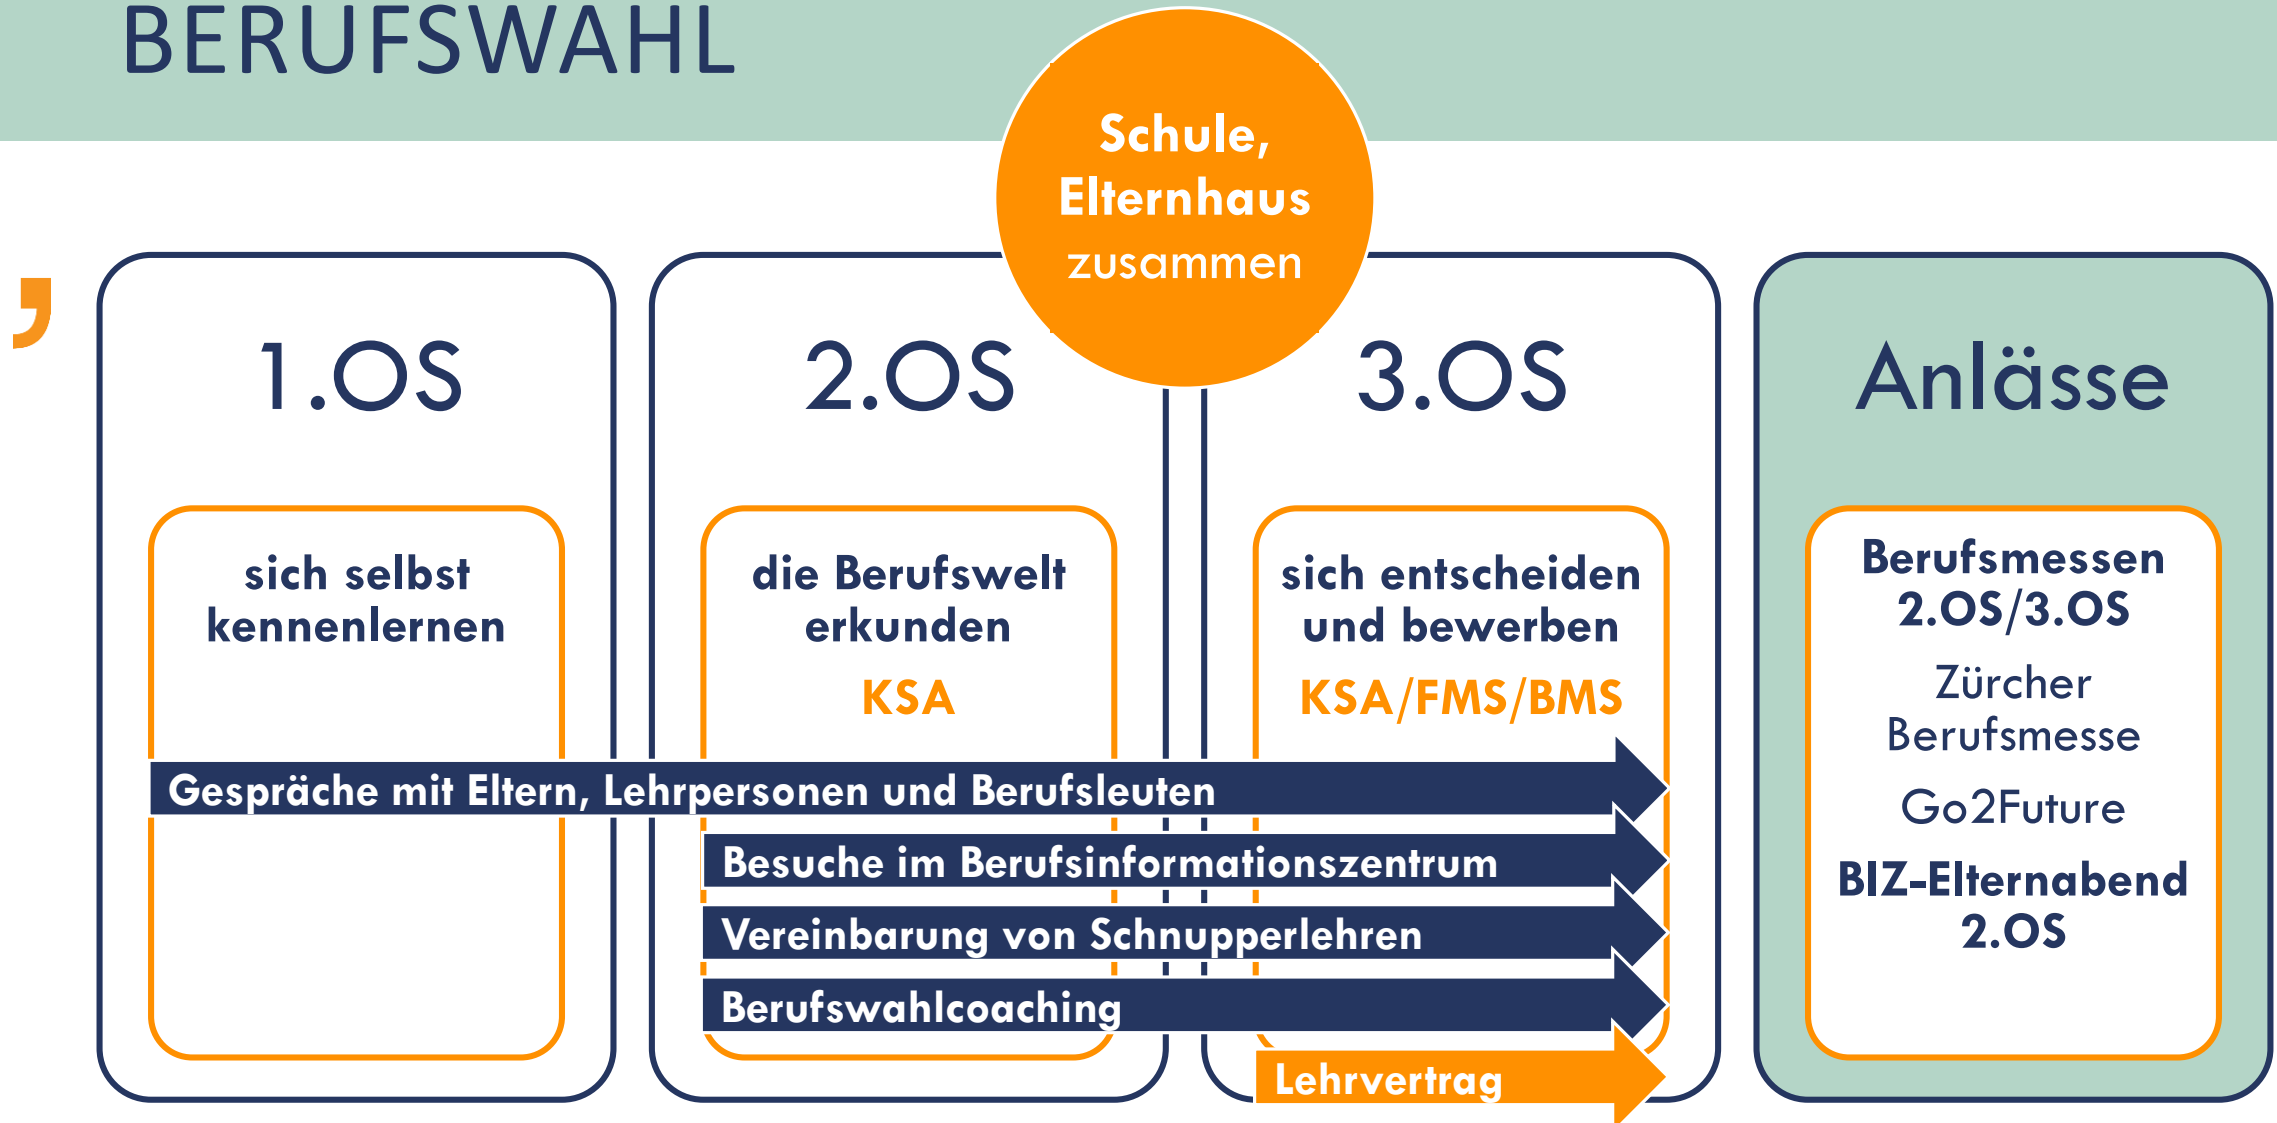 BERUFSWAHL
Schule,
Elternhaus
zusammen
’
1.OS
sich selbst
kennenlernen
2.OS
die Berufswelt
erkunden
KSA
3.OS
sich entscheiden
und bewerben
KSA/FMS/BMS
Gespräche mit Eltern, Lehrpersonen und Berufsleuten
Besuche im Berufsinformationszentrum
Vereinbarung von Schnupperlehren
Berufswahlcoaching
Lehrvertrag
Anlässe
Berufsmessen
2.OS/3.OS
Zürcher
Berufsmesse
Go2Future
BIZ-Elternabend
2.OS